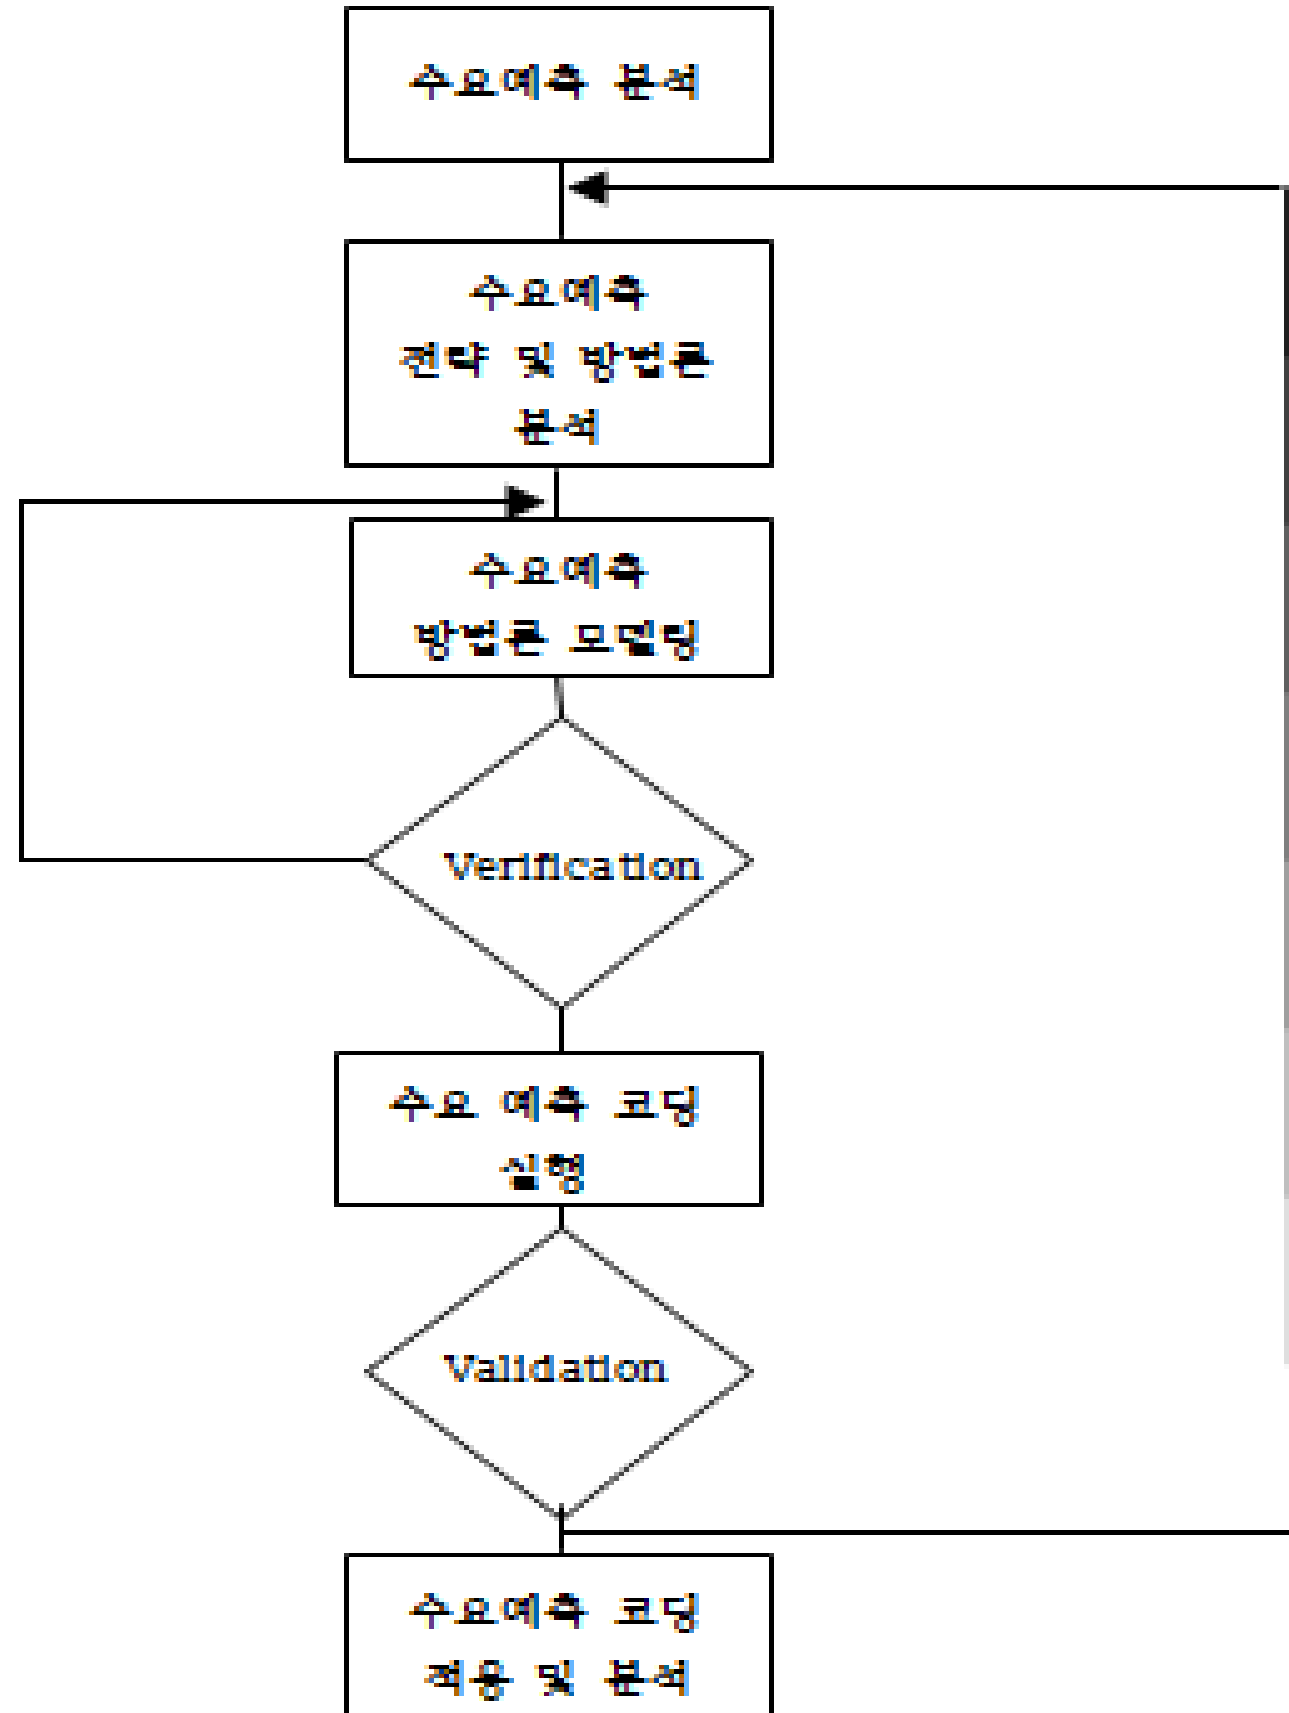 수요예측 분석
수요예측
전략 및 방법론
분석
수요예측
방법론 모델링
Verification
수요 예측 코딩
실행
Validation
수요예측 코딩
적용 및 분석